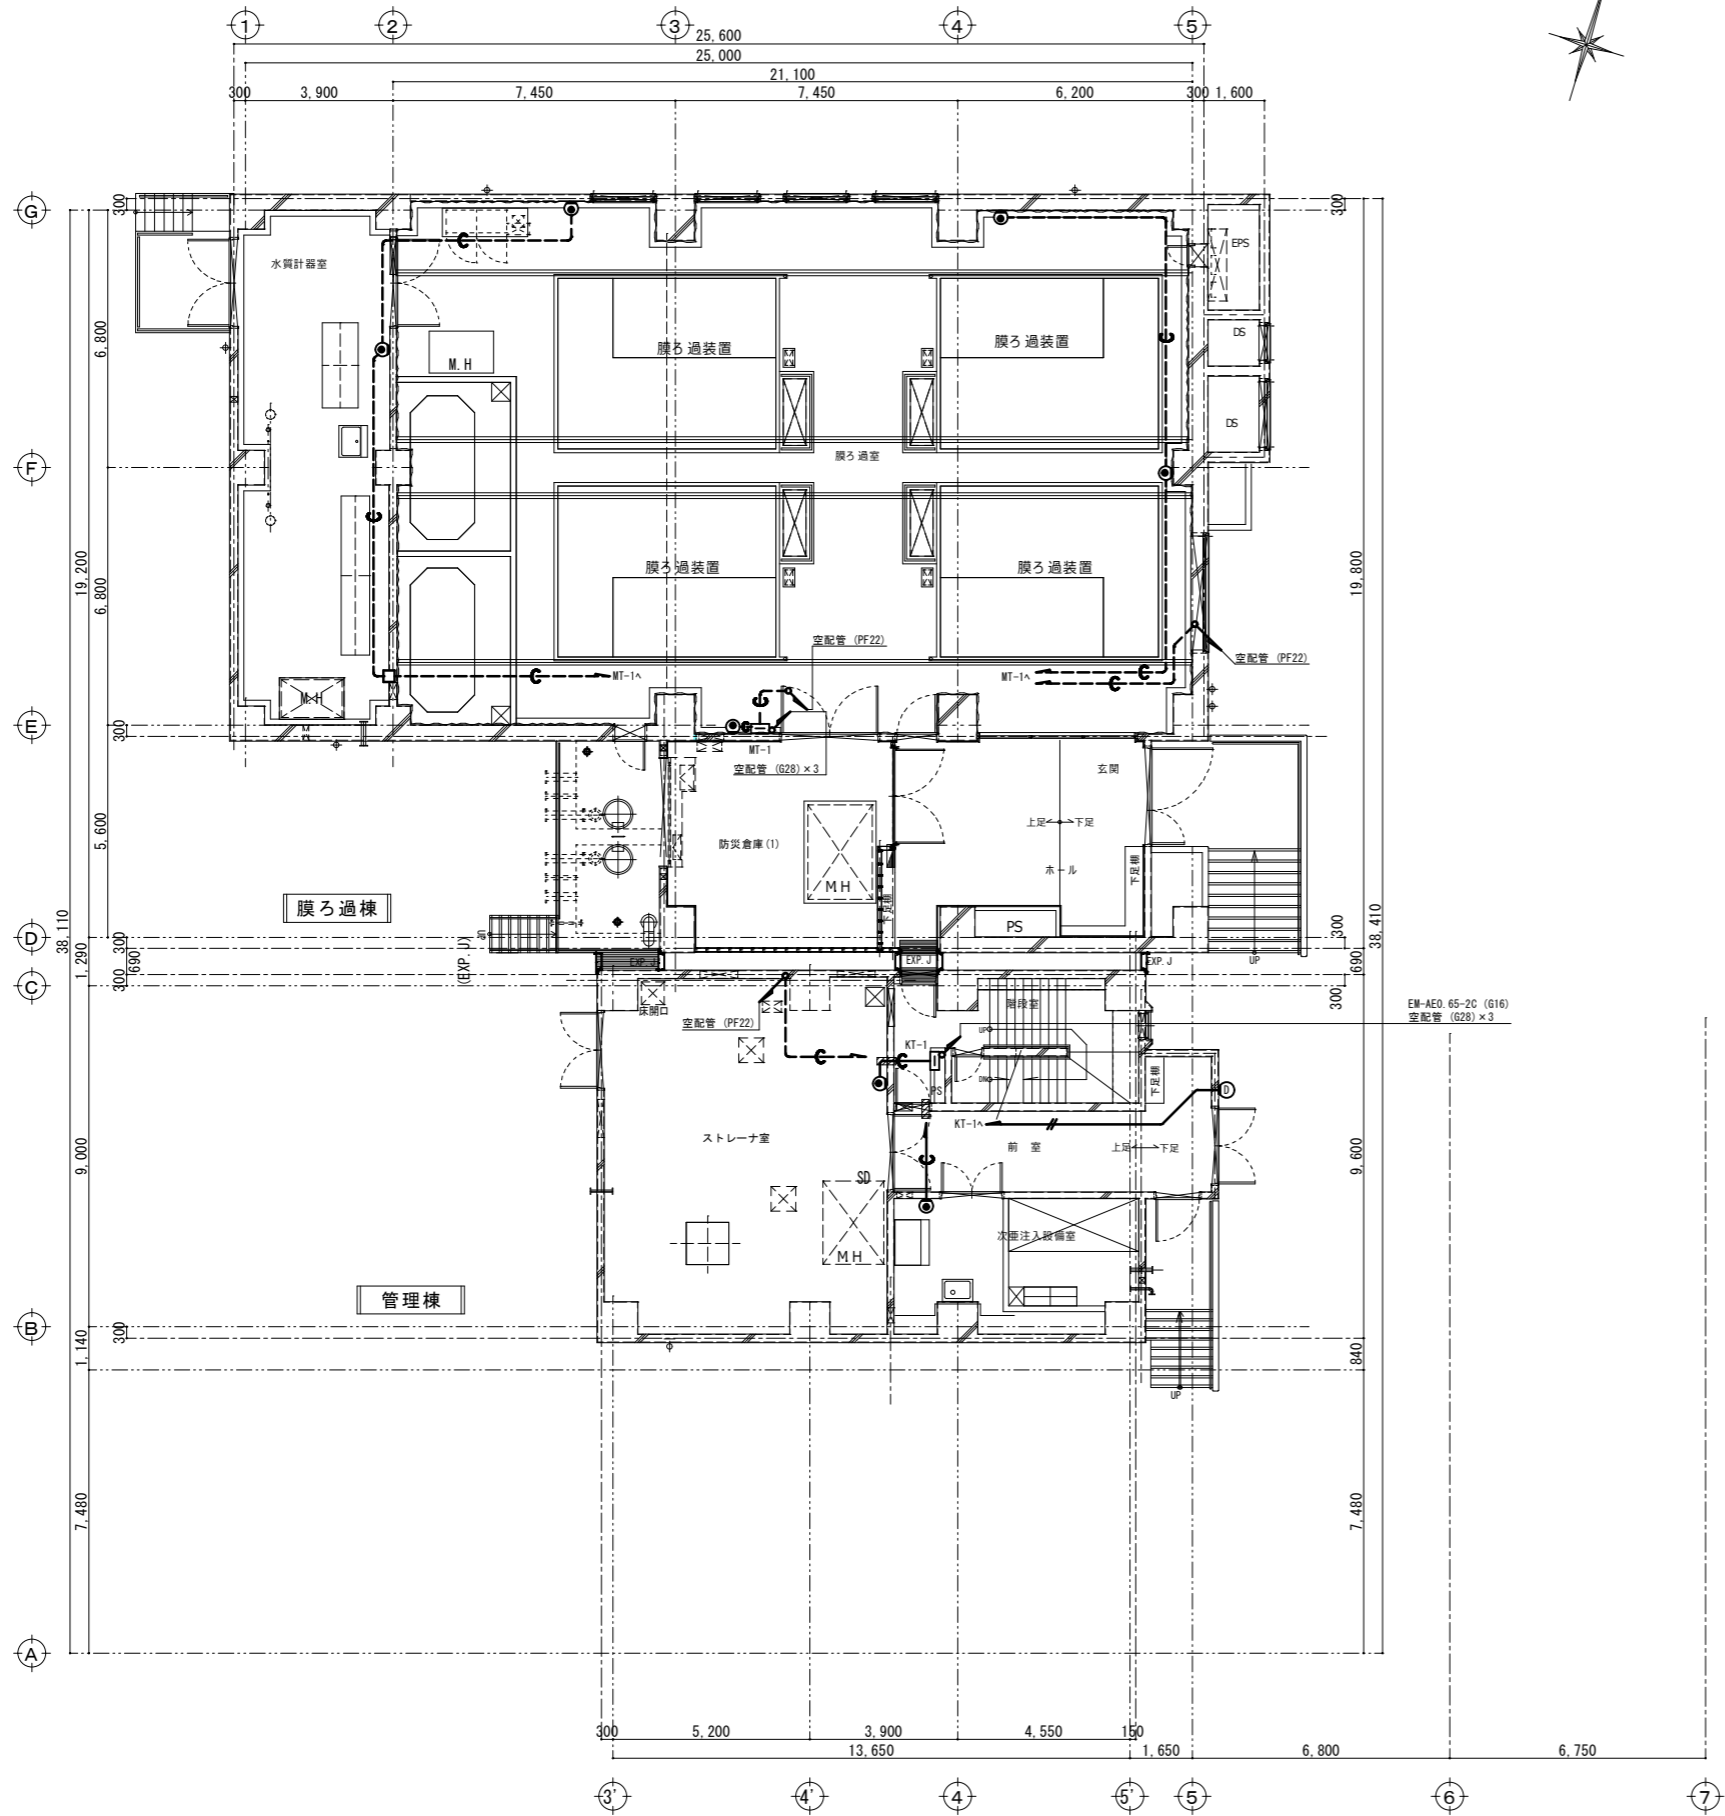 1
2
3
4
5
25,600
25,000
21,100
300
3,900
7,450
7,450
6,200
300
1,600
G
300
300
水質計器室
EPS
DS
DS
膜ろ過装置
膜ろ過装置
M.H
C
C
6,800
F
膜ろ過室
C
19,200
6,800
19,800
膜ろ過装置
膜ろ過装置
空配管 (PF22)
空配管 (PF22)
C
MT-1へ
MT-1へ
C
C
M.H
C
E
300
MT-1
空配管 (G28)×3
玄関
上足
下足
5,600
防災倉庫(1)
MH
ホール
下足棚
下足棚
膜ろ過棟
PS
D
38,110
38,410
300
300
1,290
690
690
UP
(EXP.J)
EXP.J
EXP.J
EXP.J
UP
C
300
300
床開口
階段室
EM-AE0.65-2C (G16)
空配管 (G28)×3
空配管 (PF22)
UP
KT-1
C
C
PS
DN
下足棚
D
KT-1へ
9,000
ストレーナ室
前 室
上足
下足
9,600
C
SD
MH
次亜注入設備室
管理棟
B
300
1,140
840
UP
7,480
7,480
A
300
5,200
3,900
4,550
150
13,650
1,650
6,800
6,750
3'
4'
4
5'
5
6
7